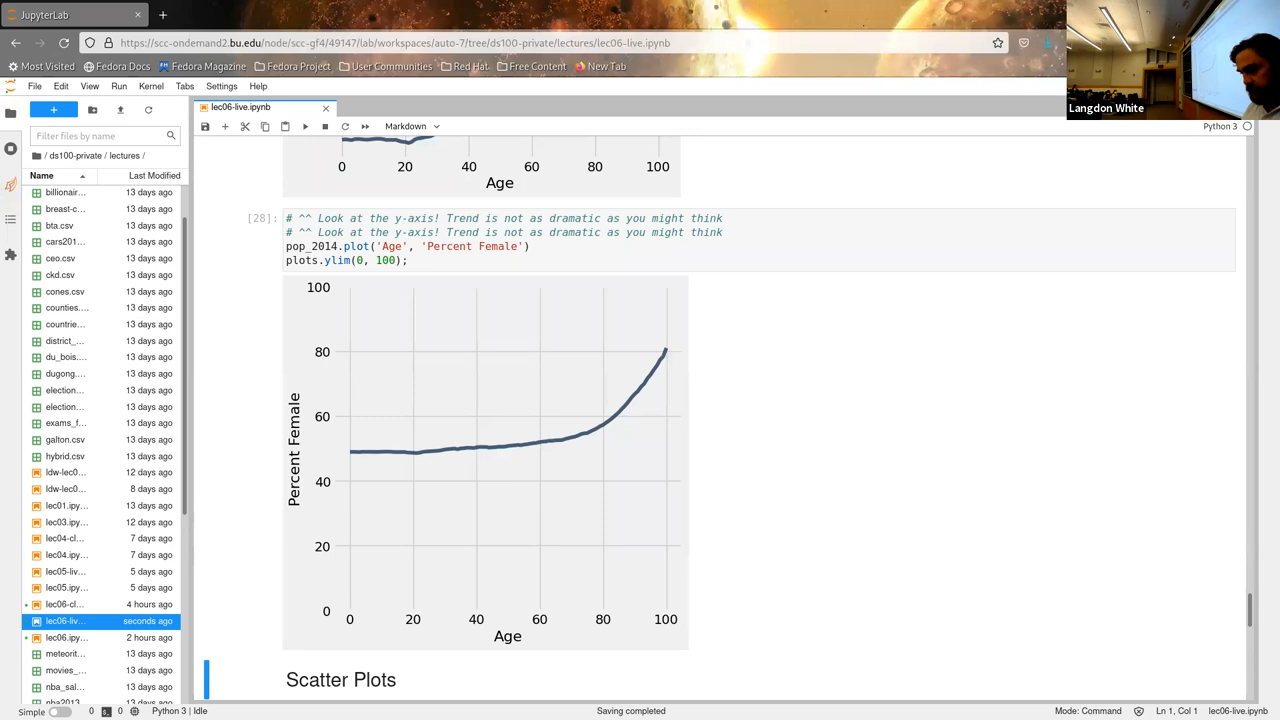 JupyterLab
https://scc-ondemand2.bu.edu/node/scc-gf4/49147/lab/workspaces/auto-7/tree/ds100-private/lectures/lec06-live.ipynb
Most Visited Fedora Docs Fedora Magazine Fedora Project User Communities Red Hat Free Content New Tab
Langdon White
File Edit View Run Kernel Tabs Settings Help
lec06-live.ipynb
Markdown
Python 3
Filter files by name
/ ds100-private / lectures /
Name Last Modified
billionair... 13 days ago
breast-c... 13 days ago
bta.csv 13 days ago
cars201... 13 days ago
ceo.csv 13 days ago
ckd.csv 13 days ago
cones.csv 13 days ago
counties.... 13 days ago
countrie... 13 days ago
district_... 13 days ago
du_bois.... 13 days ago
dugong.... 13 days ago
election... 13 days ago
election... 13 days ago
exams_f... 13 days ago
galton.csv 13 days ago
hybrid.csv 13 days ago
ldw-lec0... 12 days ago
ldw-lec0... 8 days ago
lec01.ipy... 13 days ago
lec03.ipy... 12 days ago
lec04-cl... 7 days ago
lec04.ipy... 7 days ago
lec05-liv... 5 days ago
lec05.ipy... 5 days ago
lec06-cl... 4 hours ago
lec06-liv... seconds ago
lec06.ipy... 2 hours ago
meteorit... 13 days ago
movies_... 13 days ago
nba_sal... 13 days ago
nba2013... 13 days ago
0 20 40 60 80 100
Age
[28]:
# ^^ Look at the y-axis! Trend is not as dramatic as you might think
# ^^ Look at the y-axis! Trend is not as dramatic as you might think
pop_2014.plot('Age', 'Percent Female')
plots.ylim(0, 100);
100
80
60
40
20
0
Percent Female
0 20 40 60 80 100
Age
Scatter Plots
Simple 0 0 Python 3 | Idle Saving completed Mode: Command Ln 1, Col 1 lec06-live.ipynb